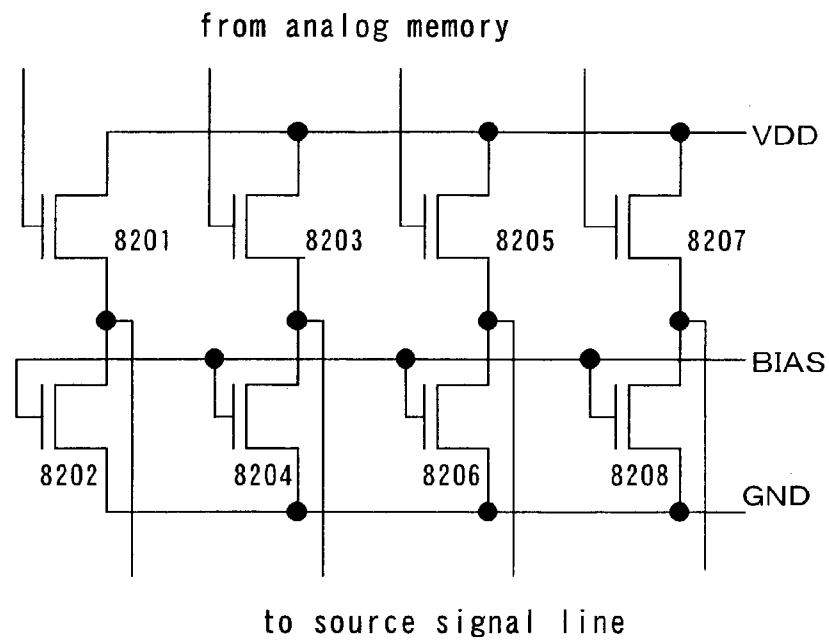 from analog memory
VDD
8201
8203
8205
8207
BIAS
8202
8204
8206
8208
GND
to source signal line